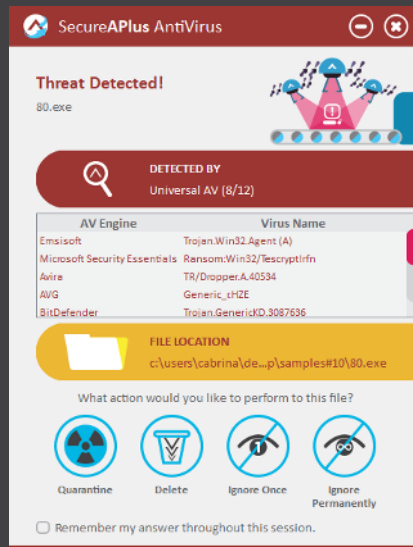 SecureAPlus AntiVirus
Threat Detected!
80.exe
DETECTED BY
Universal AV (8/12)
AV Engine Virus Name
Emsisoft Trojan.Win32.Agent (A)
Microsoft Security Essentials Ransom:Win32/Tescrypt!rfn
Avira TR/Dropper.A.40534
AVG Generic_cHZE
BitDefender Trojan.GenericKD.3087636
FILE LOCATION
c:\users\cabrina\de...p\samples#10\80.exe
What action would you like to perform to this file?
Quarantine Delete Ignore Once Ignore Permanently
Remember my answer throughout this session.